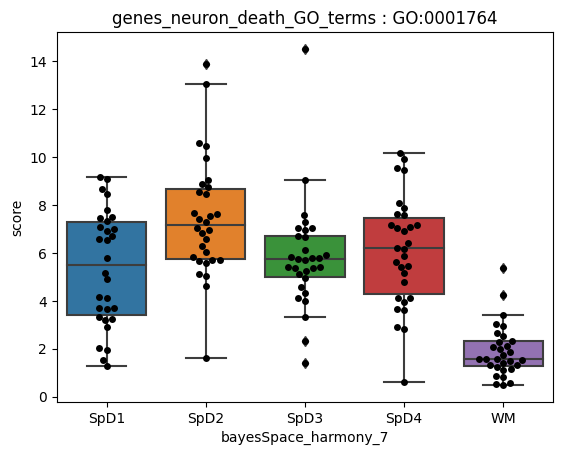 genes_neuron_death_GO_terms : GO:0001764
14
12
10
8
6
4
2
0
score
SpD1 SpD2 SpD3 SpD4 WM
bayesSpace_harmony_7